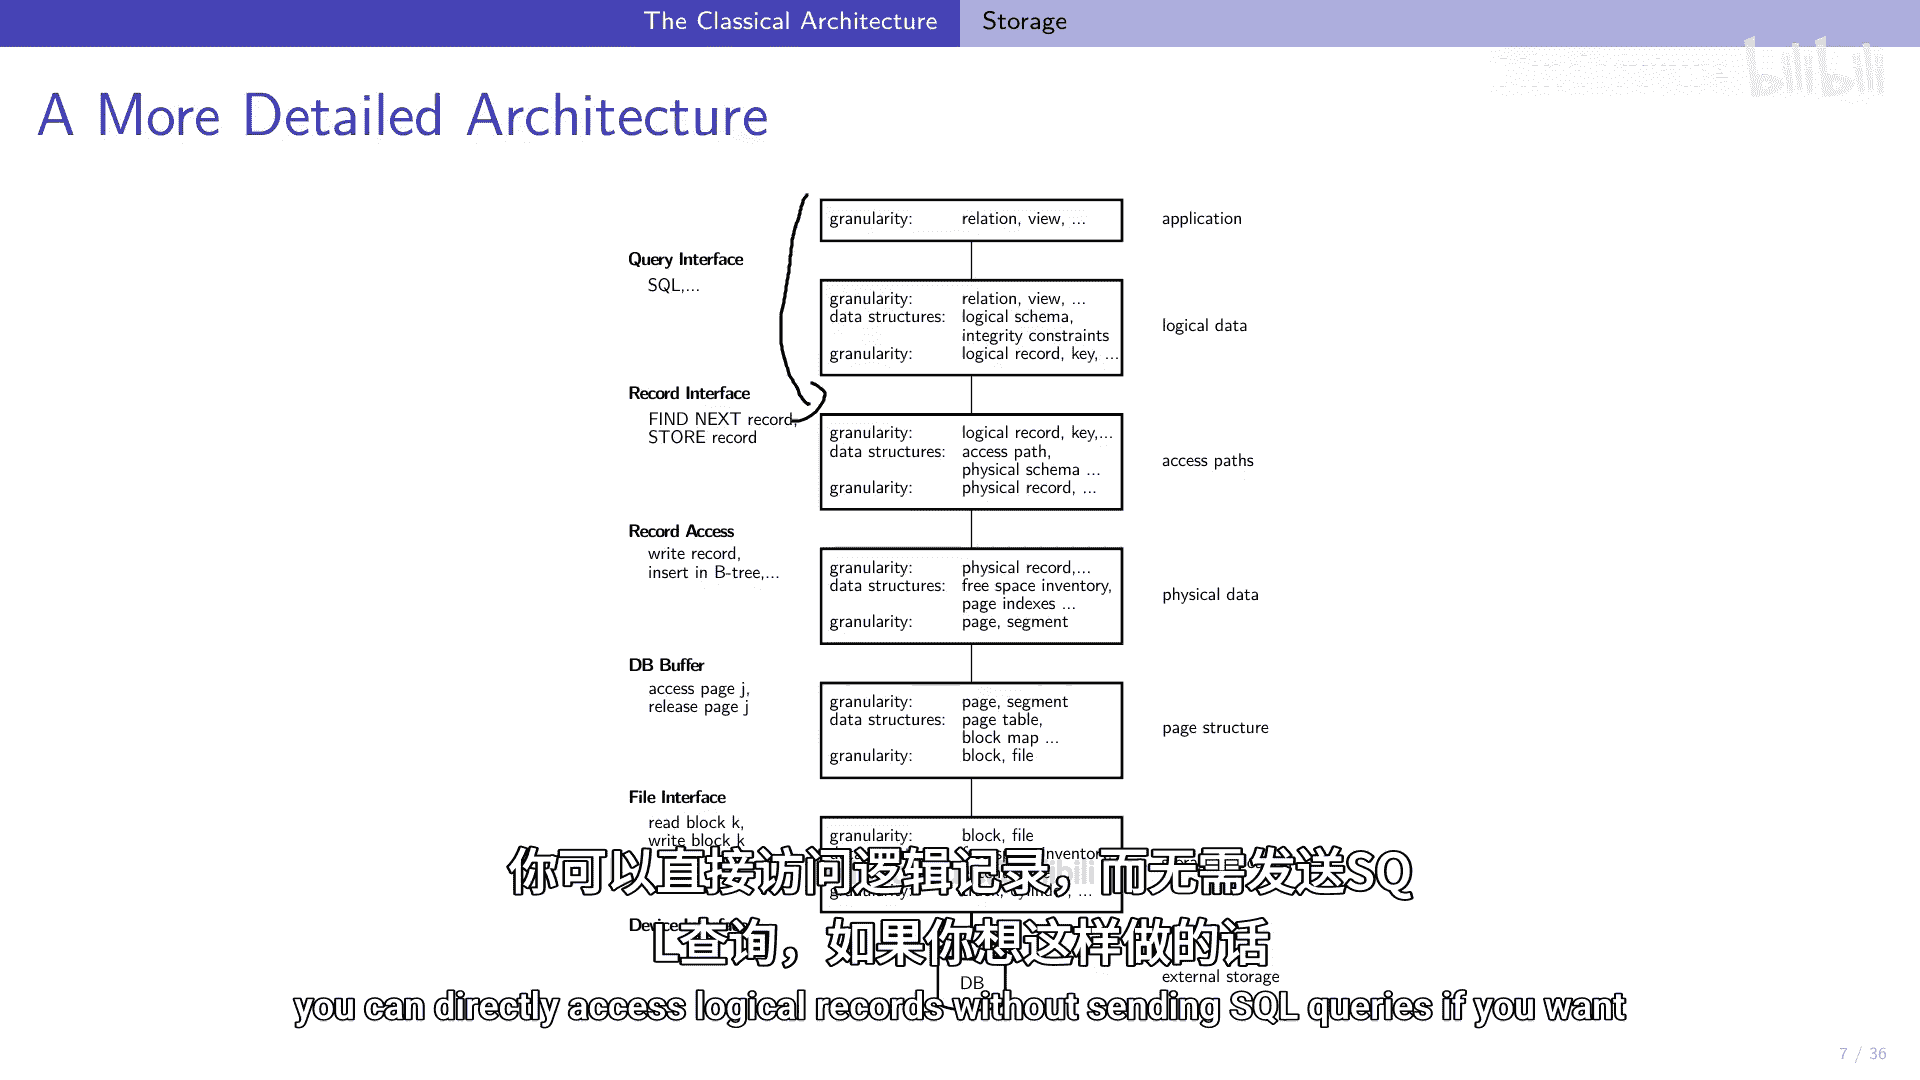 The Classical Architecture
Storage
bilibili
A More Detailed Architecture
granularity: relation, view, ...
application
Query Interface
SQL,...
granularity: relation, view, ...
data structures: logical schema,
integrity constraints
granularity: logical record, key, ...
logical data
Record Interface
FIND NEXT record,
STORE record
granularity: logical record, key,...
data structures: access path,
physical schema ...
granularity: physical record, ...
access paths
Record Access
write record,
insert in B-tree,...
granularity: physical record,...
data structures: free space inventory,
page indexes ...
granularity: page, segment
physical data
DB Buffer
access page j,
release page j
granularity: page, segment
data structures: page table,
block map ...
granularity: block, file
page structure
File Interface
read block k,
write block k
granularity: block, file
你可以直接访问逻辑记录，而无需发送SQ
L查询，如果你想这样做的话
DB
external storage
you can directly access logical records without sending SQL queries if you want
7 / 36